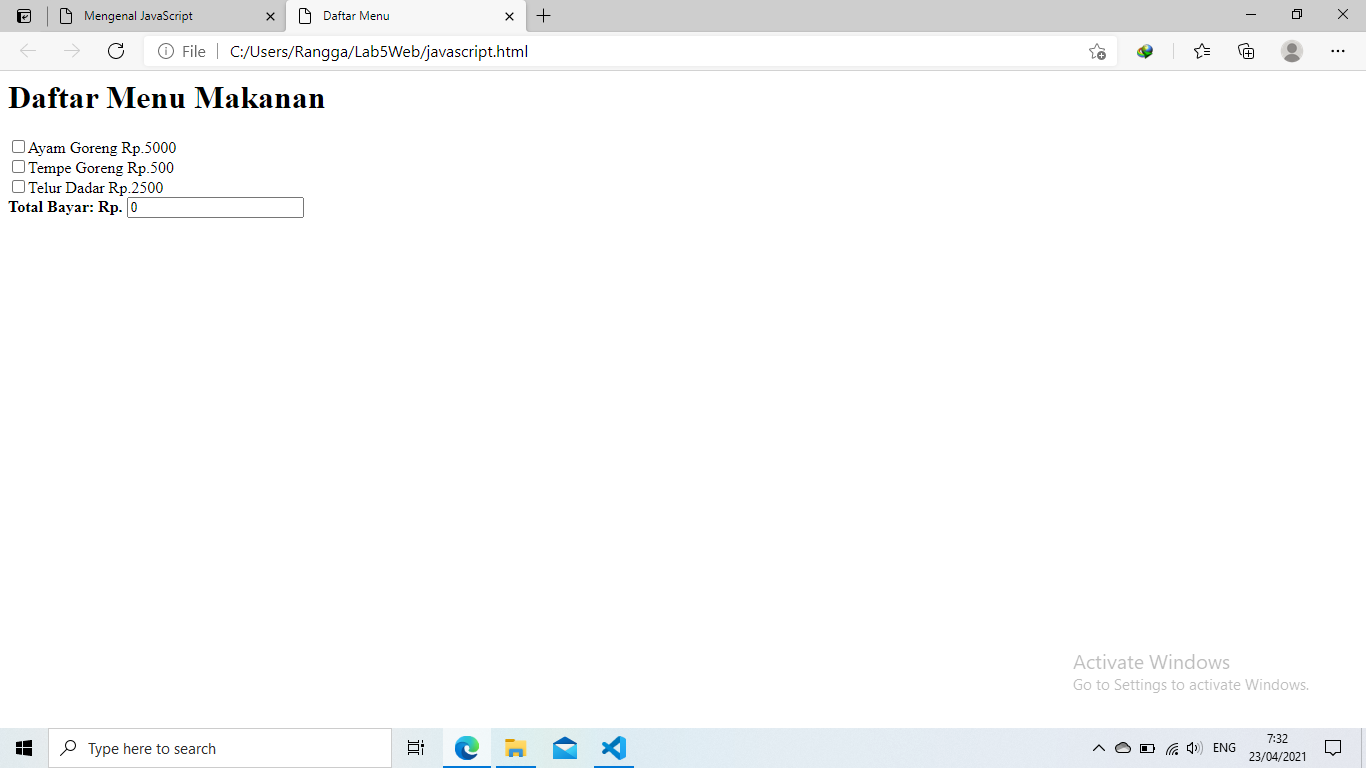 Mengenal JavaScript
Daftar Menu
File
C:/Users/Rangga/Lab5Web/javascript.html
Daftar Menu Makanan
Ayam Goreng Rp.5000
Tempe Goreng Rp.500
Telur Dadar Rp.2500
Total Bayar: Rp. 0
Activate Windows
Go to Settings to activate Windows.
Type here to search
ENG
7:32
23/04/2021